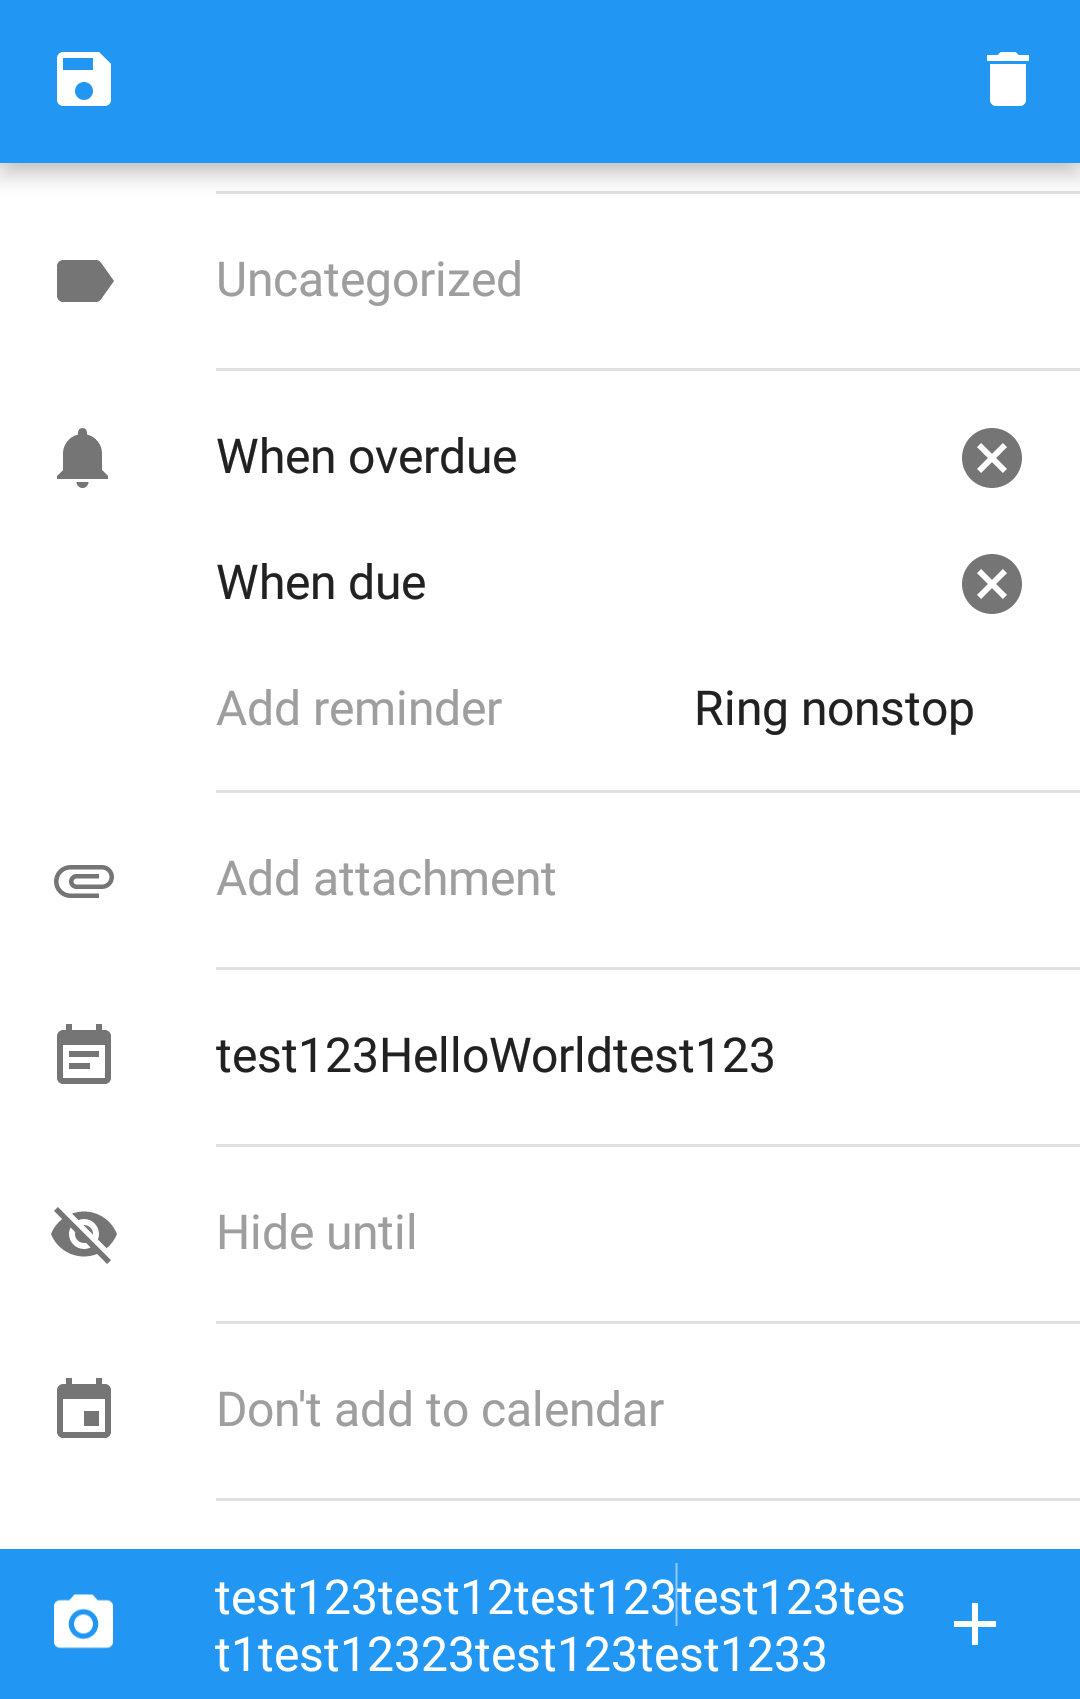 Uncategorized
When overdue
When due
Add reminder Ring nonstop
Add attachment
test123HelloWorldtest123
Hide until
Don't add to calendar
test123test12test123test123tes
t1test12323test123test1233